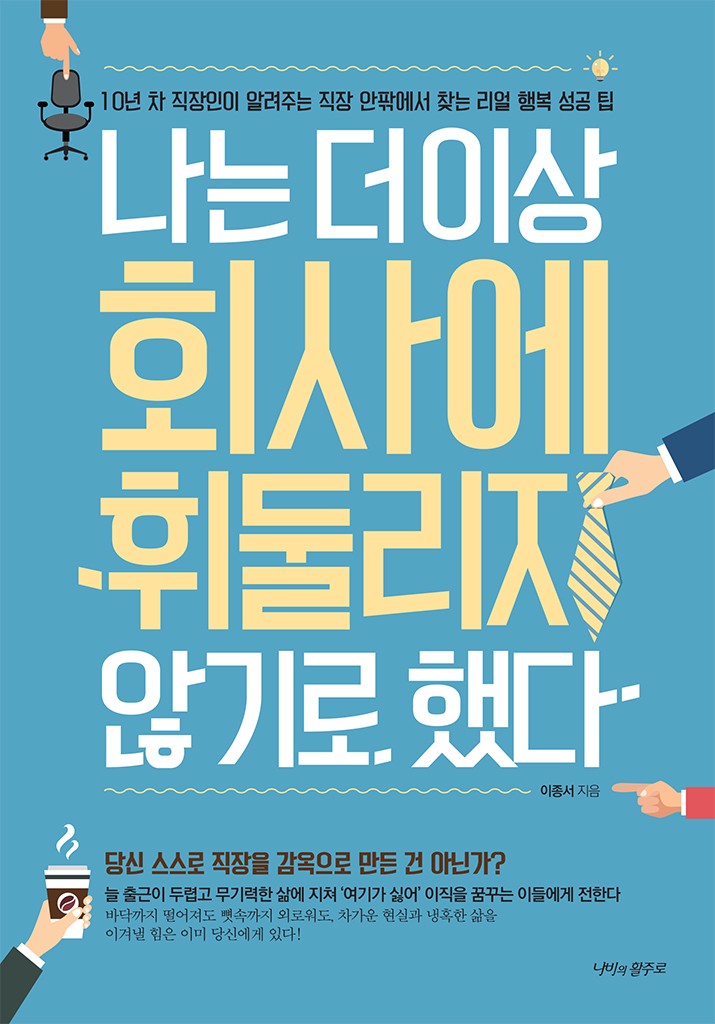 10년 차 직장인이 알려주는 직장 안팎에서 찾는 리얼 행복 성공 팁
나는 더 이상
회사에
휘둘리지
않기로 했다
이종서 지음
당신 스스로 직장을 감옥으로 만든 건 아닌가?
늘 출근이 두렵고 무기력한 삶에 지쳐 ‘여기가 싫어’ 이직을 꿈꾸는 이들에게 전한다
바닥까지 떨어져도 뼛속까지 외로워도, 차가운 현실과 냉혹한 삶을
이겨낼 힘은 이미 당신에게 있다!
나비의 활주로